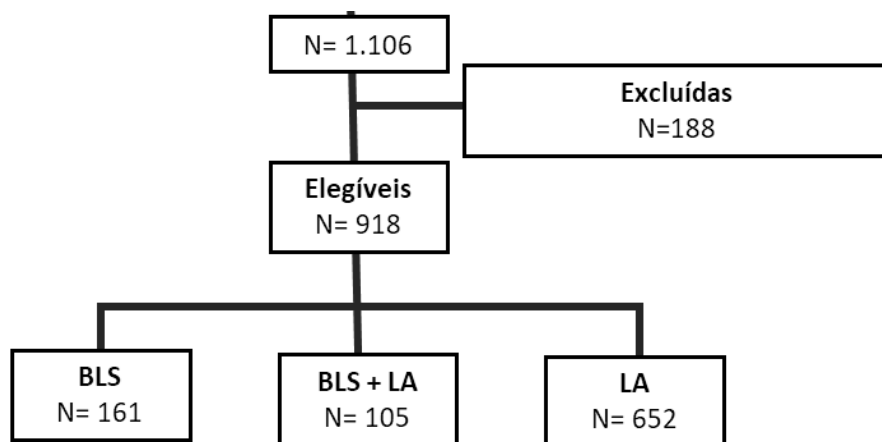 N= 1.106
Excluídas
N=188
Elegíveis
N= 918
BLS
N= 161
BLS + LA
N= 105
LA
N= 652